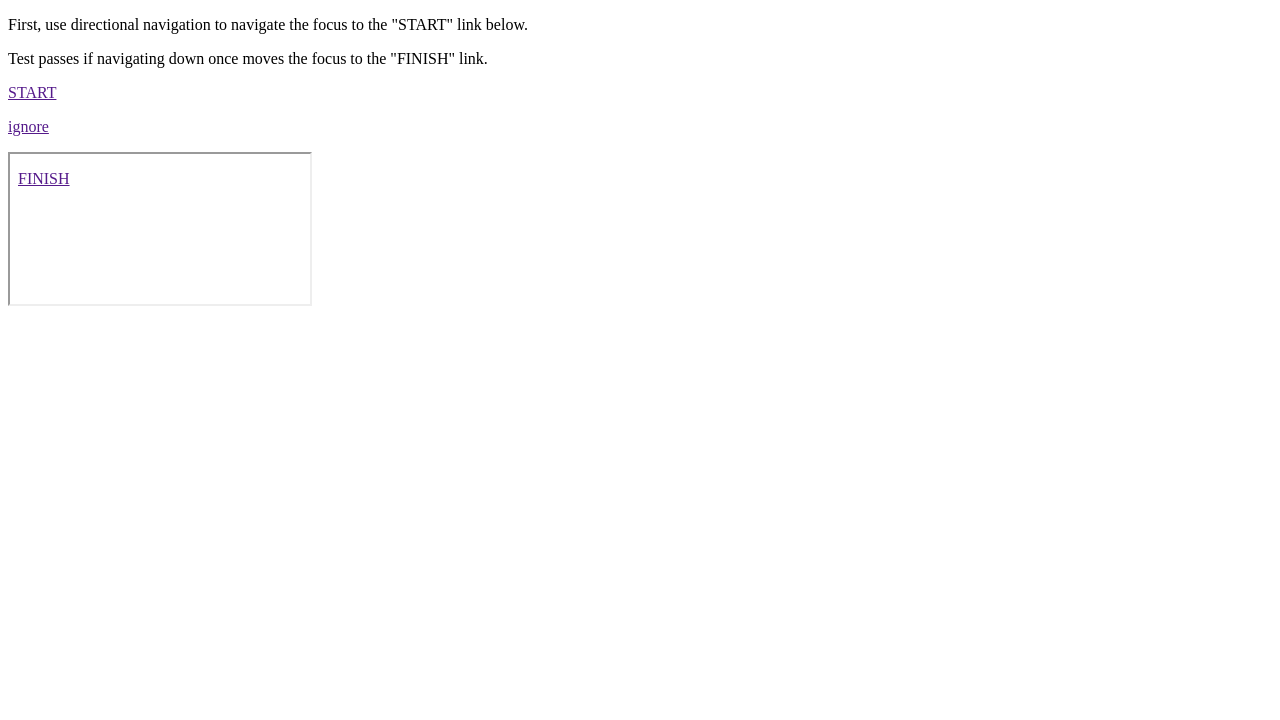 First, use directional navigation to navigate the focus to the "START" link below.
Test passes if navigating down once moves the focus to the "FINISH" link.
START
ignore
FINISH